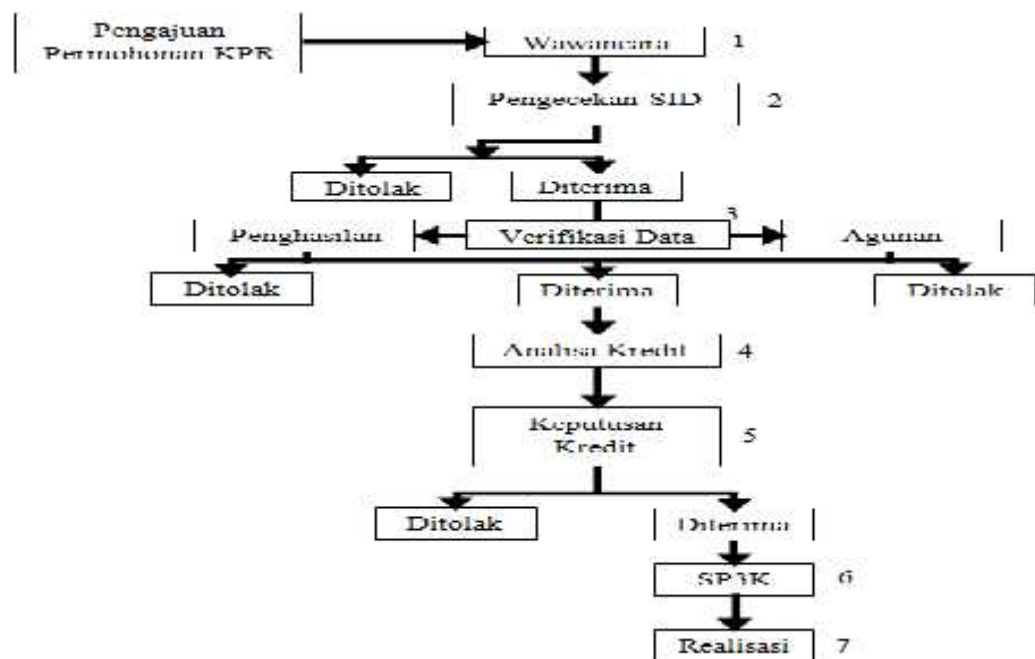 Pengajuan
Permohonan KPR
Wawancara 1
Pengecekan SID 2
Ditolak Diterima
3
Penghasilan Verifikasi Data Agunan
Ditolak Diterima Ditolak
Analisa Kredit 4
Keputusan
Kredit 5
Ditolak Diterima
SP3K 6
Realisasi 7